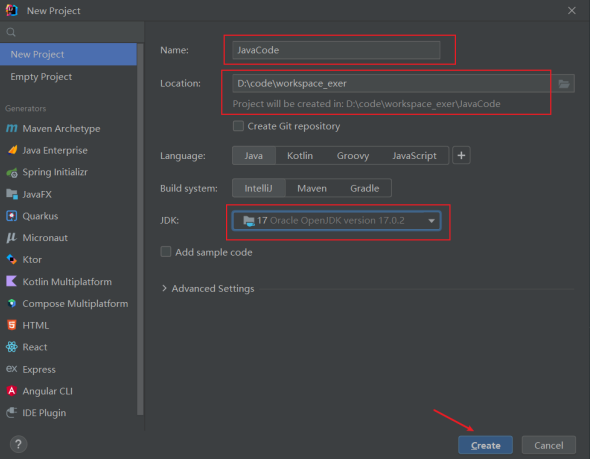 New Project
New Project
Empty Project
Generators
Maven Archetype
Java Enterprise
Spring Initializr
JavaFX
Quarkus
Micronaut
Ktor
Kotlin Multiplatform
Compose Multiplatform
HTML
React
Express
Angular CLI
IDE Plugin
Name: JavaCode
Location: D:\code\workspace_exer
Project will be created in: D:\code\workspace_exer\JavaCode
Create Git repository
Language: Java Kotlin Groovy JavaScript +
Build system: IntelliJ Maven Gradle
JDK: 17 Oracle OpenJDK version 17.0.2
Add sample code
Advanced Settings
? Create Cancel